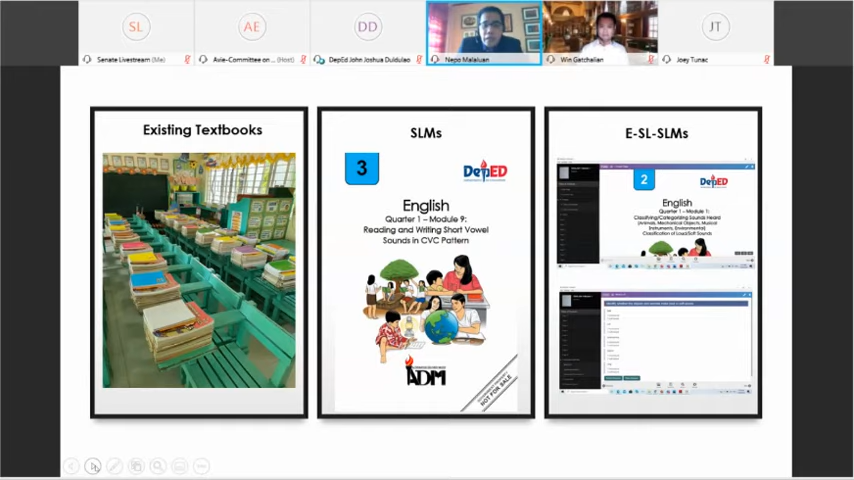 SL
AE
DD
JT
Senate Livestream (Me)
Avie-Committee on ... (Host)
DepEd John Joshua Duldulao
Nepo Malaluan
Win Gatchalian
Joey Tunac
Existing Textbooks
SLMs
E-SL-SLMs
3
DepED
English
Quarter 1 – Module 9:
Reading and Writing Short Vowel
Sounds in CVC Pattern
ADM
NOT FOR SALE
2
DepED
English
Quarter 1 – Module 1:
Classifying/Categorizing Sounds Heard
(Animals, Mechanical Objects, Musical
Instruments, Environmental)
Classification of Loud/Soft Sounds